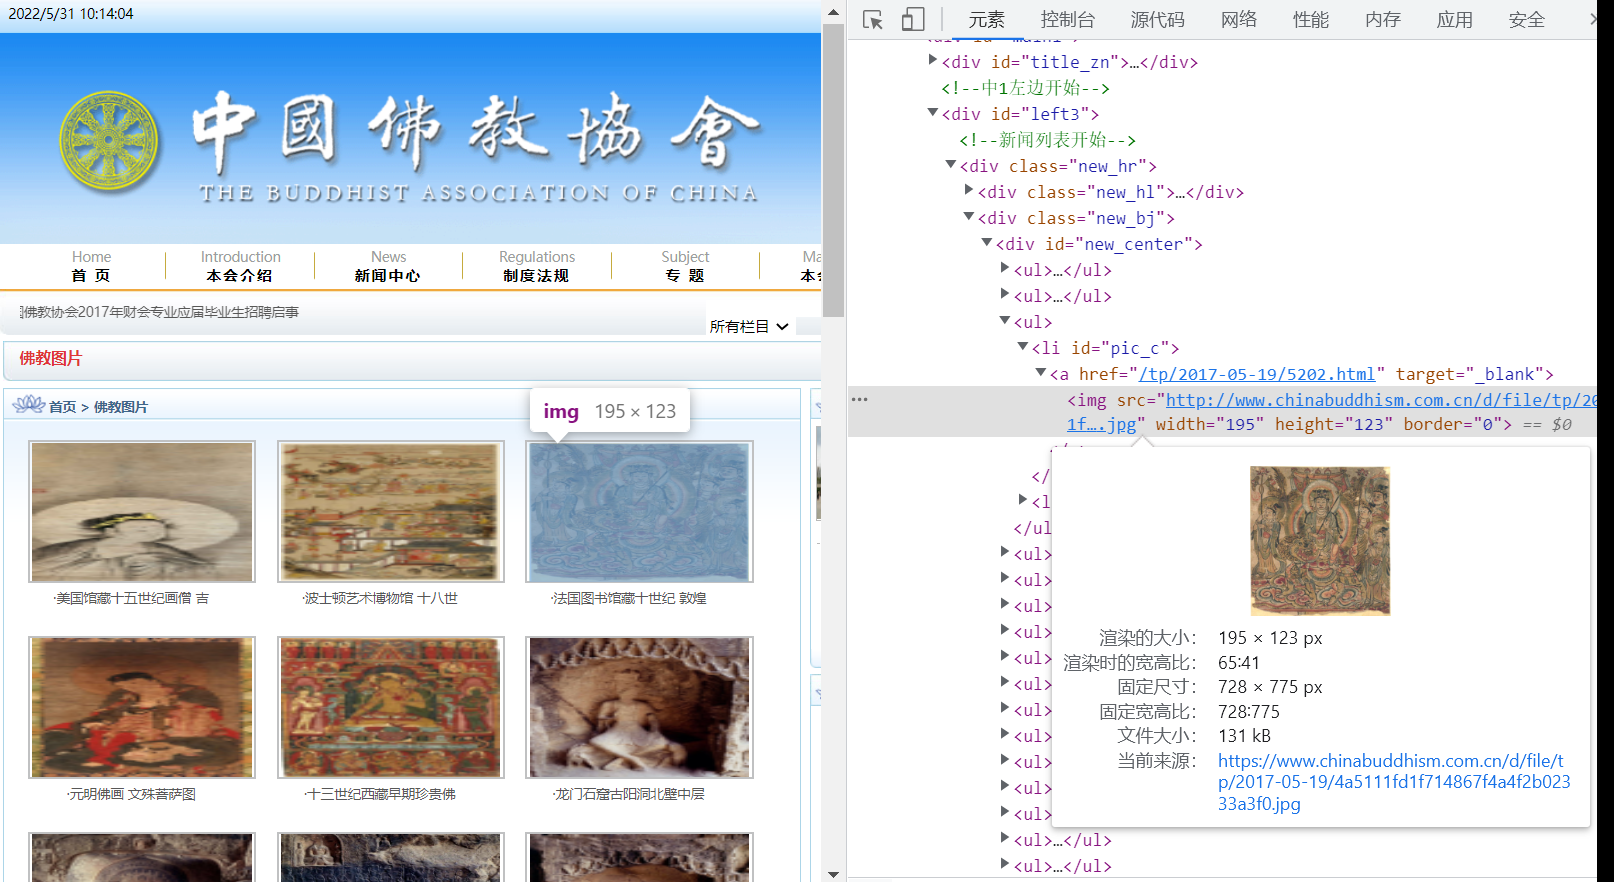 2022/5/31 10:14:04
中國佛教協會
THE BUDDHIST ASSOCIATION OF CHINA
Home Introduction News Regulations Subject Ma
首 页 本会介绍 新闻中心 制度法规 专 题 本会
佛教协会2017年财会专业应届毕业生招聘启事
所有栏目
佛教图片
首页 > 佛教图片
img 195 × 123
·美国馆藏十五世纪画僧 吉
·波士顿艺术博物馆 十八世
·法国图书馆藏十世纪 敦煌
·元明佛画 文殊菩萨图
·十三世纪西藏早期珍贵佛
·龙门石窟古阳洞北壁中层
元素 控制台 源代码 网络 性能 内存 应用 安全
<div id="title_zn">…</div>
<!--中1左边开始-->
<div id="left3">
<!--新闻列表开始-->
<div class="new_hr">
<div class="new_hl">…</div>
<div class="new_bj">
<div id="new_center">
<ul>…</ul>
<ul>…</ul>
<ul>
<li id="pic_c">
<a href="/tp/2017-05-19/5202.html" target="_blank">
<img src="http://www.chinabuddhism.com.cn/d/file/tp/20
1f….jpg" width="195" height="123" border="0"> == $0
</
<l
</ul
<ul>
<ul>
<ul>
<ul>
<ul>
<ul>
<ul>
<ul>
<ul>
<ul>
<ul>
<ul>…</ul>
<ul>…</ul>
渲染的大小： 195 × 123 px
渲染时的宽高比： 65∶41
固定尺寸： 728 × 775 px
固定宽高比： 728∶775
文件大小： 131 kB
当前来源： https://www.chinabuddhism.com.cn/d/file/t
p/2017-05-19/4a5111fd1f714867f4a4f2b023
33a3f0.jpg